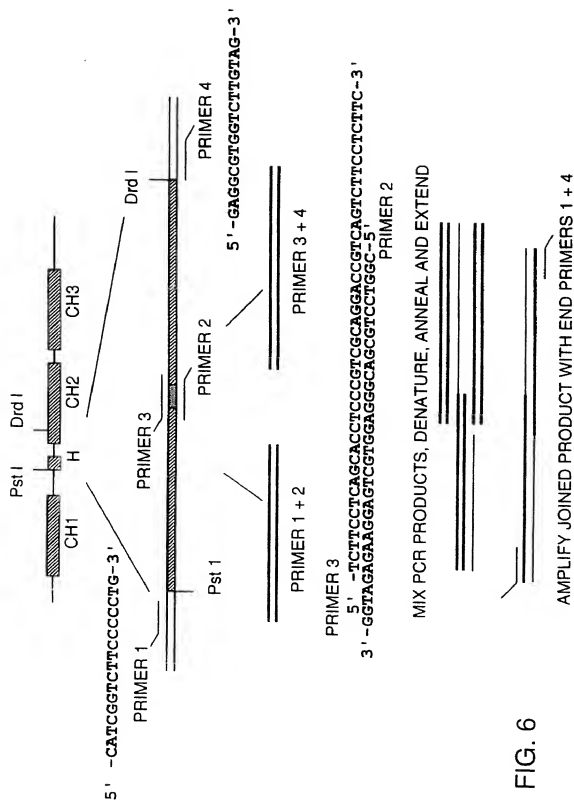 Pst I
Drd I
CH1
H
CH2
CH3
5' -CATCGGTCTTCCCCCTG-3'
Drd I
PRIMER 1
PRIMER 3
Pst 1
PRIMER 2
PRIMER 4
5'-GAGGCGTGGTCTTGTAG-3'
PRIMER 1 + 2
PRIMER 3 + 4
PRIMER 3
5' -TCTTCCTCAGCACCTCCCGTCGCAGGACCGTCAGTCTTCCTCTTC-3'
3'-GGTAGAGAAGGAGTCGTGGAGGGCAGCGTCCTGGC-5'
PRIMER 2
MIX PCR PRODUCTS, DENATURE, ANNEAL AND EXTEND
AMPLIFY JOINED PRODUCT WITH END PRIMERS 1 + 4
FIG. 6